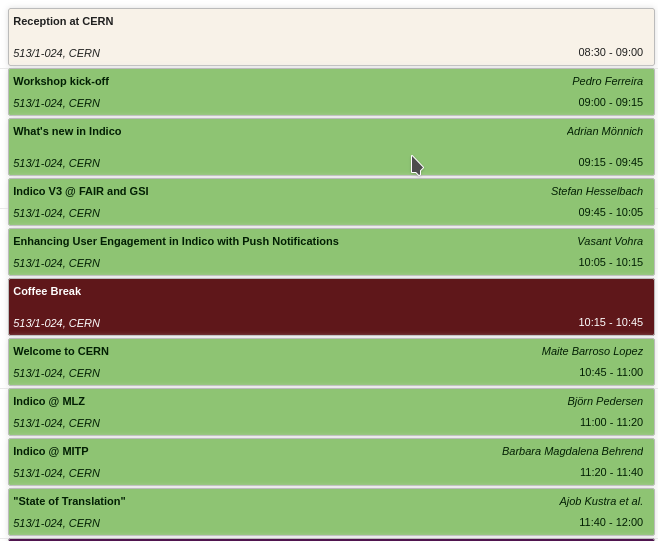 Reception at CERN
513/1-024, CERN 08:30 - 09:00
Workshop kick-off Pedro Ferreira
513/1-024, CERN 09:00 - 09:15
What's new in Indico Adrian Mönnich
513/1-024, CERN 09:15 - 09:45
Indico V3 @ FAIR and GSI Stefan Hesselbach
513/1-024, CERN 09:45 - 10:05
Enhancing User Engagement in Indico with Push Notifications Vasant Vohra
513/1-024, CERN 10:05 - 10:15
Coffee Break
513/1-024, CERN 10:15 - 10:45
Welcome to CERN Maite Barroso Lopez
513/1-024, CERN 10:45 - 11:00
Indico @ MLZ Björn Pedersen
513/1-024, CERN 11:00 - 11:20
Indico @ MITP Barbara Magdalena Behrend
513/1-024, CERN 11:20 - 11:40
"State of Translation" Ajob Kustra et al.
513/1-024, CERN 11:40 - 12:00